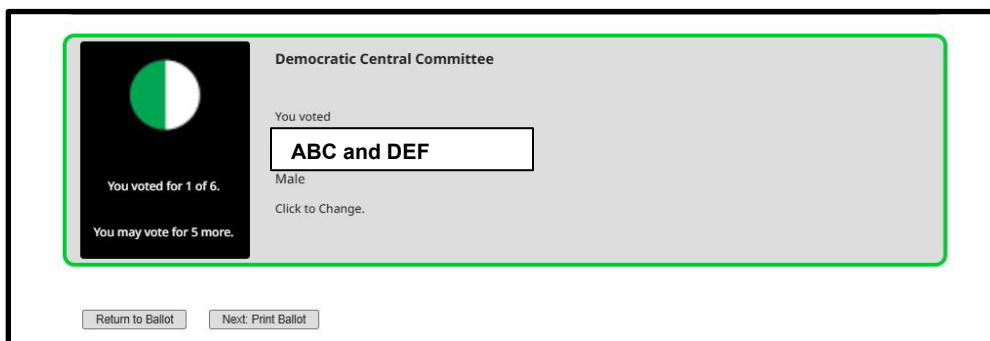 Democratic Central Committee
You voted
ABC and DEF
Male
Click to Change.
You voted for 1 of 6.
You may vote for 5 more.
Return to Ballot
Next: Print Ballot